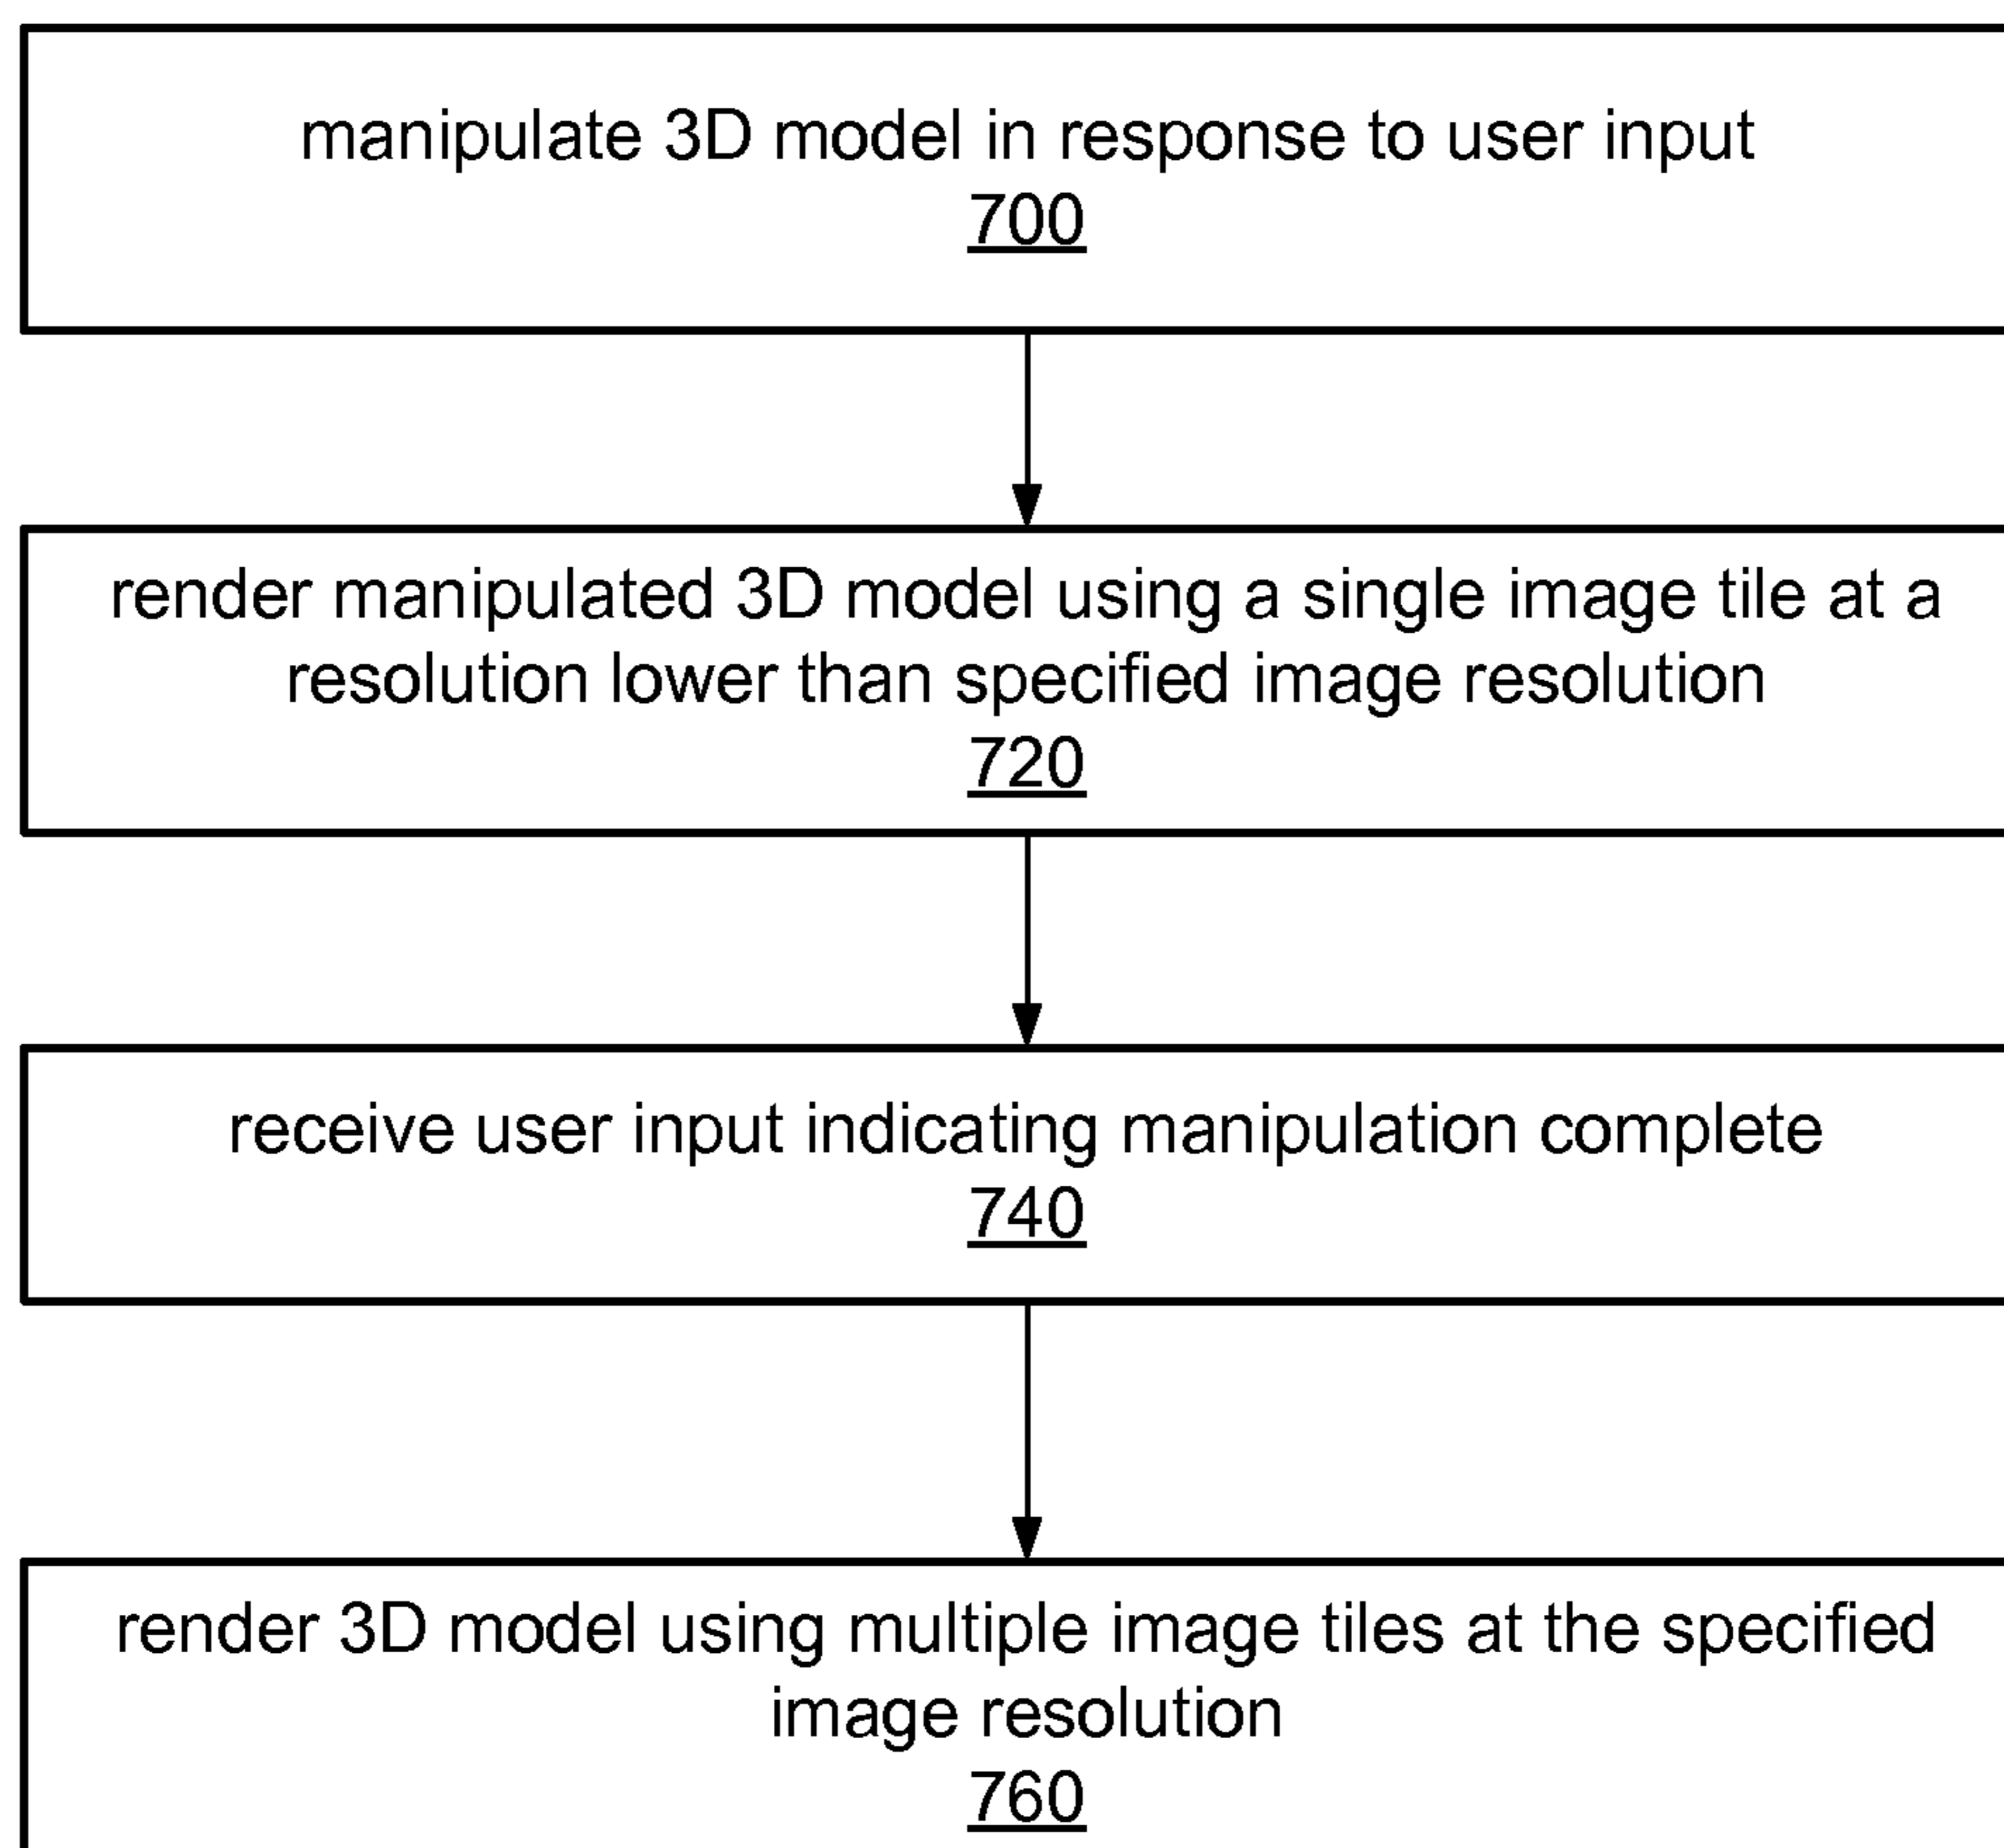 manipulate 3D model in response to user input
700
render manipulated 3D model using a single image tile at a
resolution lower than specified image resolution
720
receive user input indicating manipulation complete
740
render 3D model using multiple image tiles at the specified
image resolution
760